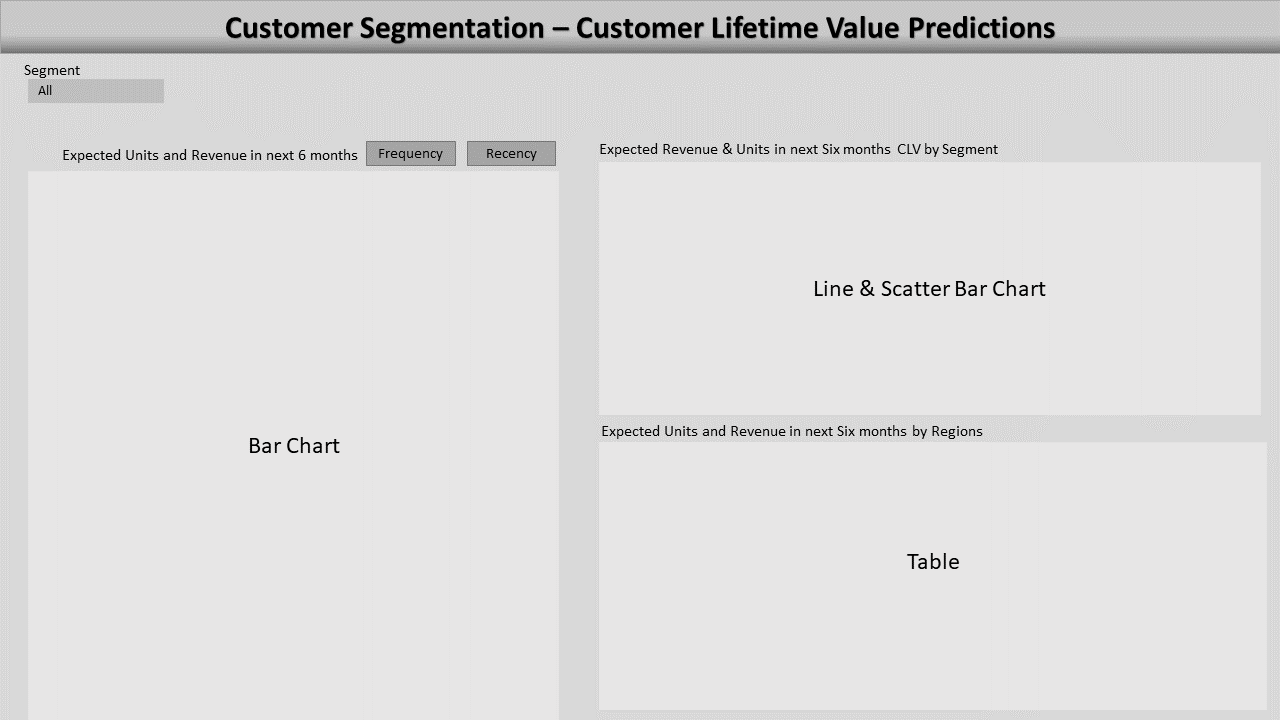 Customer Segmentation – Customer Lifetime Value Predictions
Segment
All
Expected Units and Revenue in next 6 months
Frequency
Recency
Bar Chart
Expected Revenue & Units in next Six months CLV by Segment
Line & Scatter Bar Chart
Expected Units and Revenue in next Six months by Regions
Table